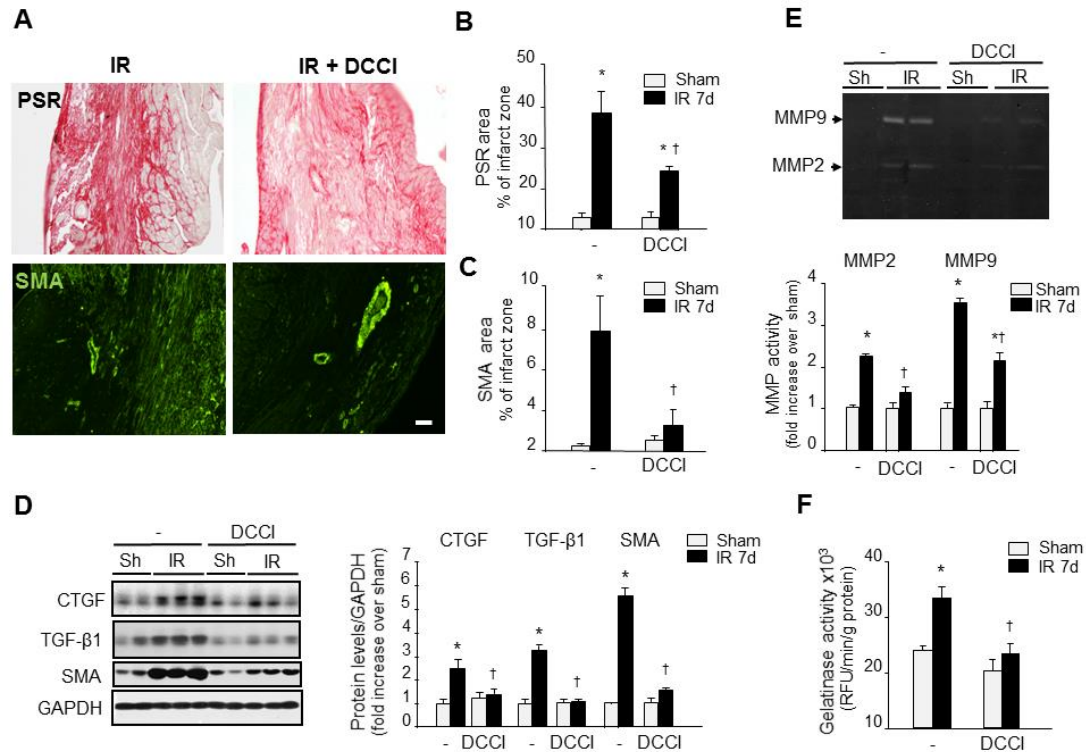 A
IR
IR + DCCI
PSR
SMA
B
50
40
30
20
10
PSR area
% of infarct zone
*
* †
Sham
IR 7d
-
DCCI
C
10
8
6
4
2
SMA area
% of infarct zone
*
†
Sham
IR 7d
-
DCCI
D
-
DCCI
Sh
IR
Sh
IR
CTGF
TGF-β1
SMA
GAPDH
Protein levels/GAPDH
(fold increase over sham)
7
6
5
4
3
2
1
0
CTGF
TGF-β1
SMA
Sham
IR 7d
*
†
*
†
*
†
-
DCCI
-
DCCI
-
DCCI
E
-
DCCI
Sh
IR
Sh
IR
MMP9
MMP2
MMP2
MMP9
Sham
IR 7d
MMP activity
(fold increase over sham)
4
3
2
1
0
*
†
*
*†
-
DCCI
-
DCCI
F
Sham
IR 7d
Gelatinase activity x10³
(RFU/min/g protein)
40
30
20
10
*
†
-
DCCI